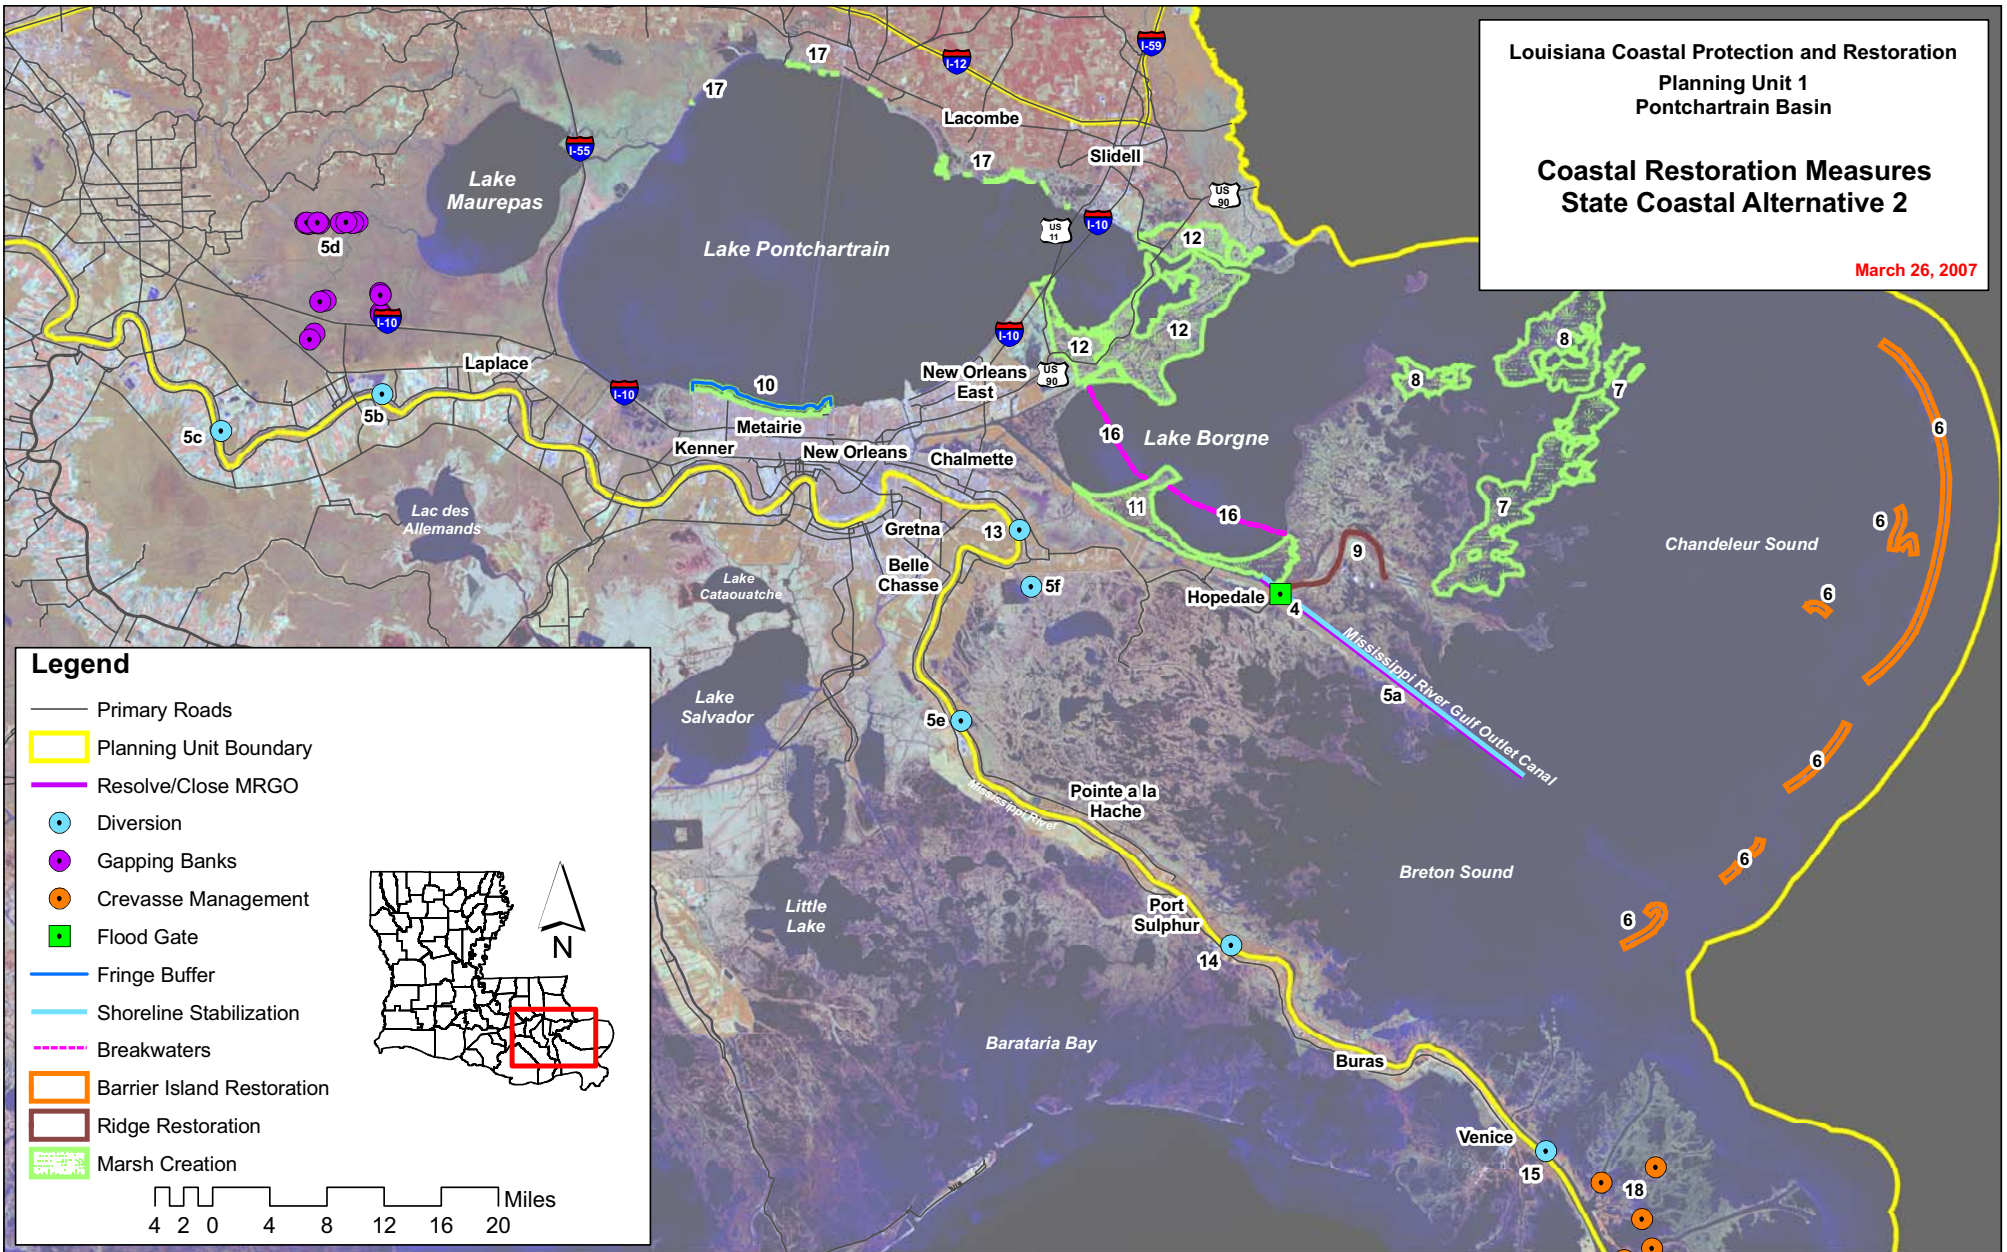 Louisiana Coastal Protection and Restoration
Planning Unit 1
Pontchartrain Basin
Coastal Restoration Measures
State Coastal Alternative 2
March 26, 2007
17
17
I-12
I-59
Lacombe
I-55
17
Slidell
Lake
Maurepas
US
90
5d
Lake Pontchartrain
US
11
I-10
12
I-10
I-10
12
12
8
Laplace
I-10
10
New Orleans
East
US
90
8
7
5b
5c
Metairie
16
Lake Borgne
6
Kenner
New Orleans
Chalmette
Lac des
Allemands
11
16
7
6
Gretna
13
9
Chandeleur Sound
Belle
Chasse
Lake
Cataouatche
5f
Hopedale
4
6
Mississippi River Gulf Outlet Canal
5a
Lake
Salvador
5e
6
Mississippi River
Pointe a la
Hache
6
Breton Sound
Little
Lake
Port
Sulphur
6
14
Barataria Bay
Buras
Venice
15
18
Legend
Primary Roads
Planning Unit Boundary
Resolve/Close MRGO
Diversion
Gapping Banks
Crevasse Management
Flood Gate
Fringe Buffer
Shoreline Stabilization
Breakwaters
Barrier Island Restoration
Ridge Restoration
Marsh Creation
N
Miles
4 2 0 4 8 12 16 20